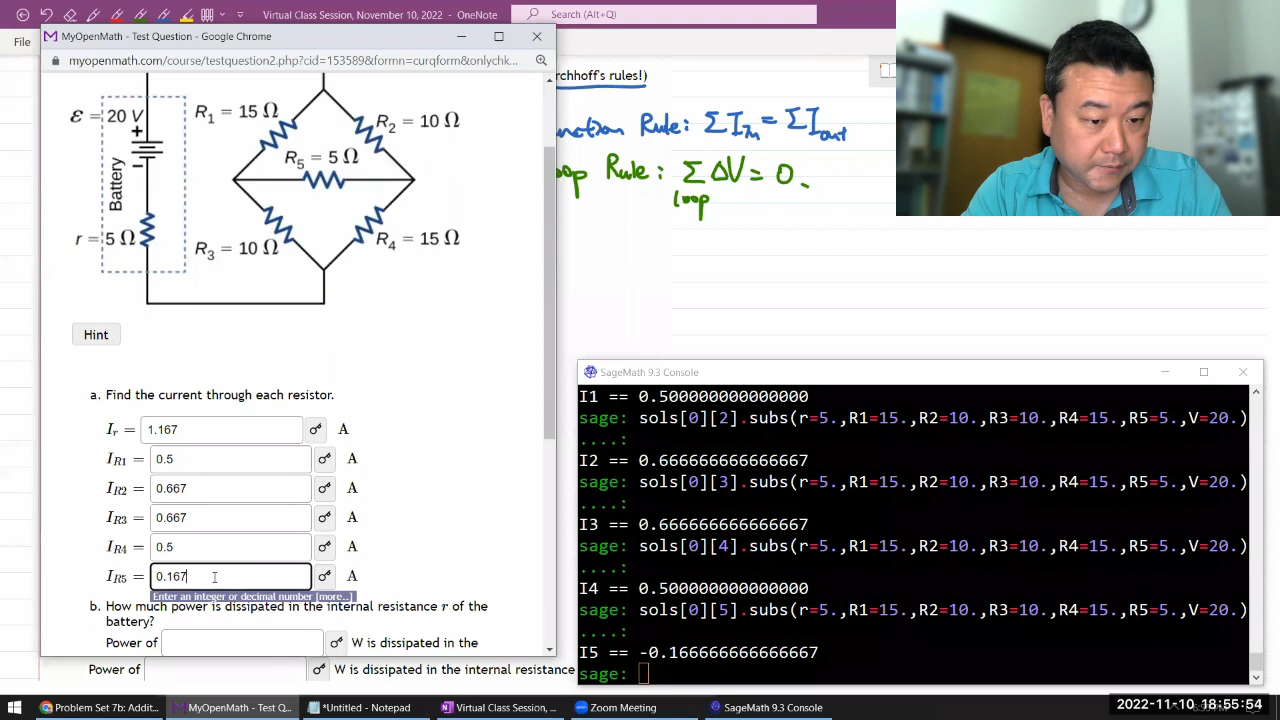 Virtual Class Session, November 10, 2022 - OneNote
Search (Alt+Q)
MyOpenMath - Test Question - Google Chrome
File
myopenmath.com/course/testquestion2.php?cid=153589&formn=curqform&onlychk...
rchhoff's rules!)
ε = 20 V
+
-
Battery
r = 5 Ω
R1 = 15 Ω
R2 = 10 Ω
R5 = 5 Ω
R3 = 10 Ω
R4 = 15 Ω
nction Rule: ΣIin = ΣIout
oop Rule: Σ ΔV = 0.
loop
Hint
a. Find the current through each resistor.
Ir = 1.167 A
IR1 = 0.5 A
IR2 = 0.667 A
IR3 = 0.667 A
IR4 = 0.5 A
IR5 = 0.167 A
Enter an integer or decimal number [more..]
b. How much power is dissipated in the internal resistance r of the
battery?
Power of W is dissipated in the
Power of W is dissipated in the internal resistance
SageMath 9.3 Console
I1 == 0.500000000000000
sage: sols[0][2].subs(r=5.,R1=15.,R2=10.,R3=10.,R4=15.,R5=5.,V=20.)
....:
I2 == 0.666666666666667
sage: sols[0][3].subs(r=5.,R1=15.,R2=10.,R3=10.,R4=15.,R5=5.,V=20.)
....:
I3 == 0.666666666666667
sage: sols[0][4].subs(r=5.,R1=15.,R2=10.,R3=10.,R4=15.,R5=5.,V=20.)
....:
I4 == 0.500000000000000
sage: sols[0][5].subs(r=5.,R1=15.,R2=10.,R3=10.,R4=15.,R5=5.,V=20.)
....:
I5 == -0.166666666666667
sage:
Problem Set 7b: Additi...
MyOpenMath - Test Q...
*Untitled - Notepad
Virtual Class Session, ...
Zoom Meeting
SageMath 9.3 Console
2022-11-10 18:55:54